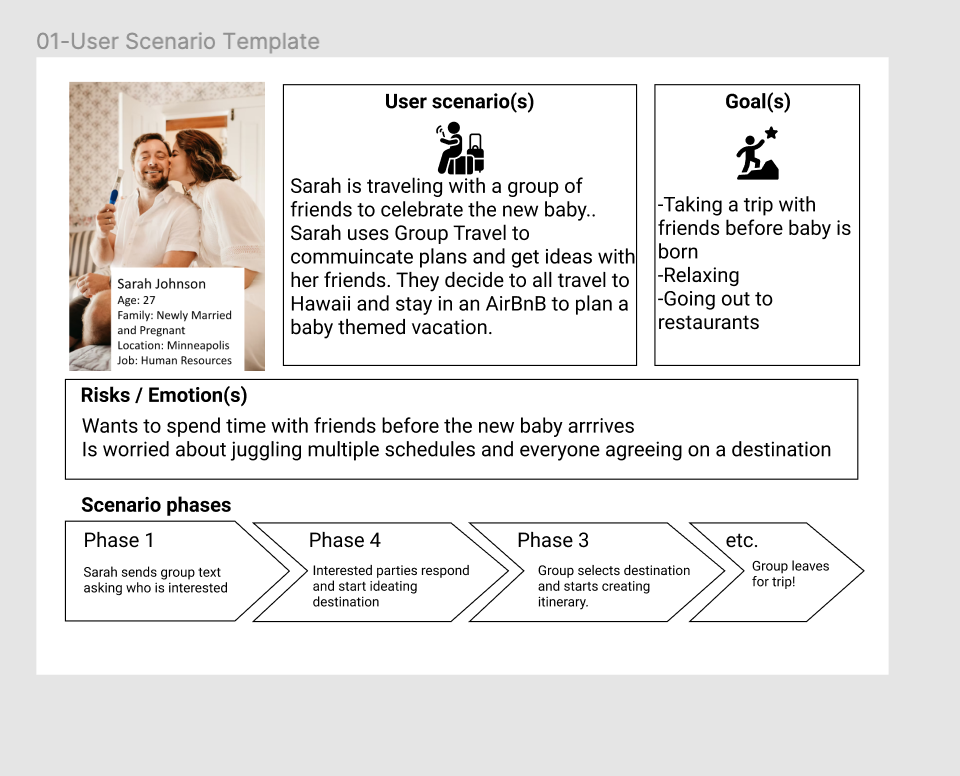 01-User Scenario Template
Sarah Johnson
Age: 27
Family: Newly Married
and Pregnant
Location: Minneapolis
Job: Human Resources
User scenario(s)
Sarah is traveling with a group of
friends to celebrate the new baby..
Sarah uses Group Travel to
commuincate plans and get ideas with
her friends. They decide to all travel to
Hawaii and stay in an AirBnB to plan a
baby themed vacation.
Goal(s)
-Taking a trip with
friends before baby is
born
-Relaxing
-Going out to
restaurants
Risks / Emotion(s)
Wants to spend time with friends before the new baby arrrives
Is worried about juggling multiple schedules and everyone agreeing on a destination
Scenario phases
Phase 1
Sarah sends group text
asking who is interested
Phase 4
Interested parties respond
and start ideating
destination
Phase 3
Group selects destination
and starts creating
itinerary.
etc.
Group leaves
for trip!